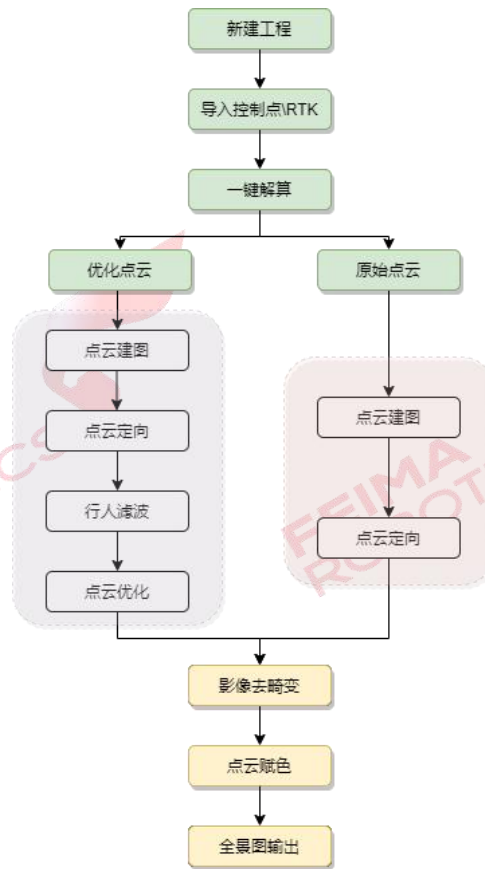 新建工程
导入控制点\RTK
一键解算
优化点云
原始点云
点云建图
点云定向
行人滤波
点云优化
点云建图
点云定向
影像去畸变
点云赋色
全景图输出
CS
FEIMA
ROBOT